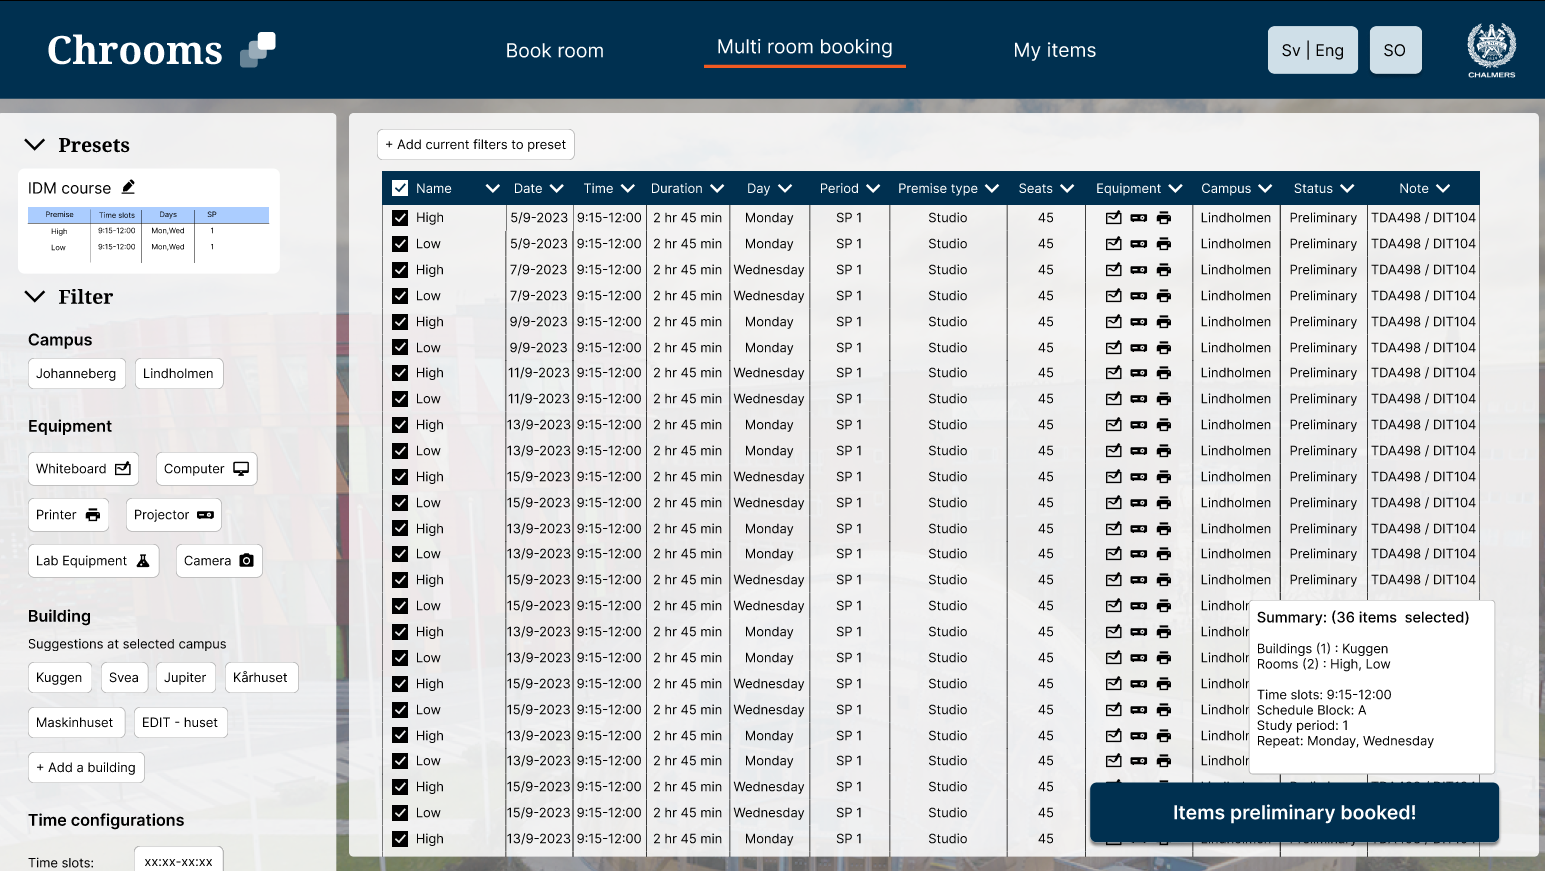 Chrooms
Book room
Multi room booking
My items
Sv | Eng
SO
CHALMERS
Presets
IDM course
Premise Time slots Days SP
High 9:15-12:00 Mon,Wed 1
Low 9:15-12:00 Mon,Wed 1
Filter
Campus
Johanneberg Lindholmen
Equipment
Whiteboard Computer
Printer Projector
Lab Equipment Camera
Building
Suggestions at selected campus
Kuggen Svea Jupiter Kårhuset
Maskinhuset EDIT - huset
+ Add a building
Time configurations
Time slots: xx:xx-xx:xx
+ Add current filters to preset
Name Date Time Duration Day Period Premise type Seats Equipment Campus Status Note
High 5/9-2023 9:15-12:00 2 hr 45 min Monday SP 1 Studio 45 Lindholmen Preliminary TDA498 / DIT104
Low 5/9-2023 9:15-12:00 2 hr 45 min Monday SP 1 Studio 45 Lindholmen Preliminary TDA498 / DIT104
High 7/9-2023 9:15-12:00 2 hr 45 min Wednesday SP 1 Studio 45 Lindholmen Preliminary TDA498 / DIT104
Low 7/9-2023 9:15-12:00 2 hr 45 min Wednesday SP 1 Studio 45 Lindholmen Preliminary TDA498 / DIT104
High 9/9-2023 9:15-12:00 2 hr 45 min Monday SP 1 Studio 45 Lindholmen Preliminary TDA498 / DIT104
Low 9/9-2023 9:15-12:00 2 hr 45 min Monday SP 1 Studio 45 Lindholmen Preliminary TDA498 / DIT104
High 11/9-2023 9:15-12:00 2 hr 45 min Wednesday SP 1 Studio 45 Lindholmen Preliminary TDA498 / DIT104
Low 11/9-2023 9:15-12:00 2 hr 45 min Wednesday SP 1 Studio 45 Lindholmen Preliminary TDA498 / DIT104
High 13/9-2023 9:15-12:00 2 hr 45 min Monday SP 1 Studio 45 Lindholmen Preliminary TDA498 / DIT104
Low 13/9-2023 9:15-12:00 2 hr 45 min Monday SP 1 Studio 45 Lindholmen Preliminary TDA498 / DIT104
High 15/9-2023 9:15-12:00 2 hr 45 min Wednesday SP 1 Studio 45 Lindholmen Preliminary TDA498 / DIT104
Low 15/9-2023 9:15-12:00 2 hr 45 min Wednesday SP 1 Studio 45 Lindholmen Preliminary TDA498 / DIT104
High 13/9-2023 9:15-12:00 2 hr 45 min Monday SP 1 Studio 45 Lindholmen Preliminary TDA498 / DIT104
Low 13/9-2023 9:15-12:00 2 hr 45 min Monday SP 1 Studio 45 Lindholmen Preliminary TDA498 / DIT104
High 15/9-2023 9:15-12:00 2 hr 45 min Wednesday SP 1 Studio 45 Lindholmen Preliminary TDA498 / DIT104
Low 15/9-2023 9:15-12:00 2 hr 45 min Wednesday SP 1 Studio 45
High 13/9-2023 9:15-12:00 2 hr 45 min Monday SP 1 Studio 45
Low 13/9-2023 9:15-12:00 2 hr 45 min Monday SP 1 Studio 45
High 15/9-2023 9:15-12:00 2 hr 45 min Wednesday SP 1 Studio 45
Low 15/9-2023 9:15-12:00 2 hr 45 min Wednesday SP 1 Studio 45
High 13/9-2023 9:15-12:00 2 hr 45 min Monday SP 1 Studio 45
Low 13/9-2023 9:15-12:00 2 hr 45 min Monday SP 1 Studio 45
High 15/9-2023 9:15-12:00 2 hr 45 min Wednesday SP 1 Studio 45
Low 15/9-2023 9:15-12:00 2 hr 45 min Wednesday SP 1 Studio 45
High 13/9-2023 9:15-12:00 2 hr 45 min Monday SP 1 Studio 45
Summary: (36 items selected)
Buildings (1) : Kuggen
Rooms (2) : High, Low
Time slots: 9:15-12:00
Schedule Block: A
Study period: 1
Repeat: Monday, Wednesday
Items preliminary booked!